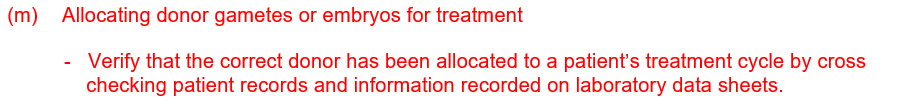 (m) Allocating donor gametes or embryos for treatment
- Verify that the correct donor has been allocated to a patient's treatment cycle by cross
checking patient records and information recorded on laboratory data sheets.